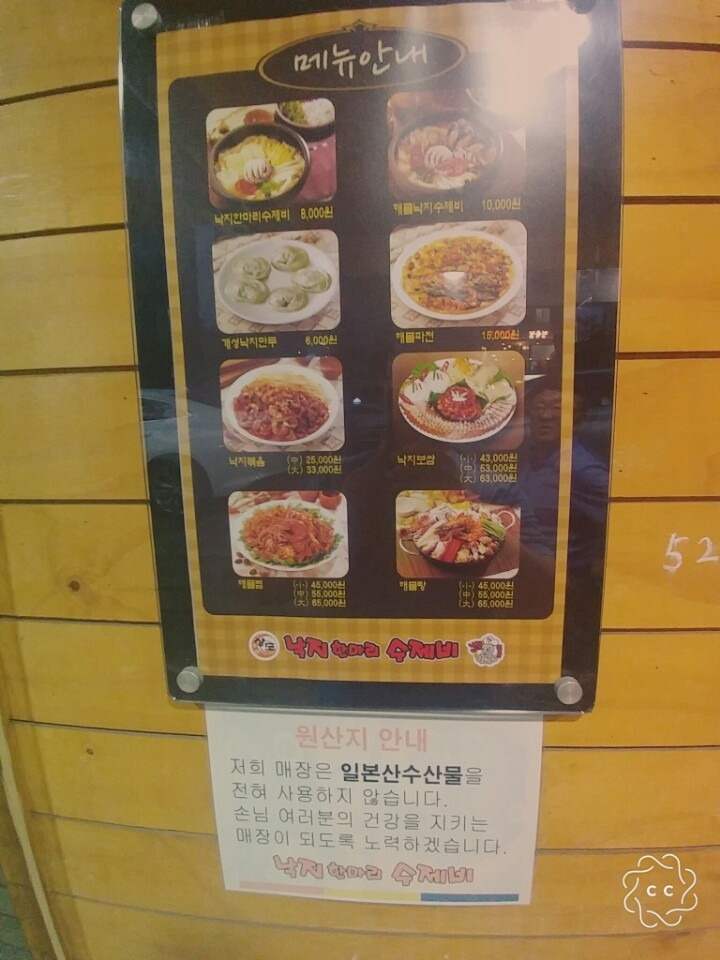 메뉴안내
낙지한마리수제비 8,000원
해물낙지수제비 10,000원
개성낙지만두 6,000원
해물파전 15,000원
낙지볶음 (中) 25,000원
(大) 33,000원
낙지보쌈 (小) 43,000원
(中) 53,000원
(大) 63,000원
해물찜 (小) 45,000원
(中) 55,000원
(大) 65,000원
해물탕 (小) 45,000원
(中) 55,000원
(大) 65,000원
상도 낙지 한마리 수제비
원산지 안내
저희 매장은 일본산수산물을
전혀 사용하지 않습니다.
손님 여러분의 건강을 지키는
매장이 되도록 노력하겠습니다.
낙지 한마리 수제비
52
cc